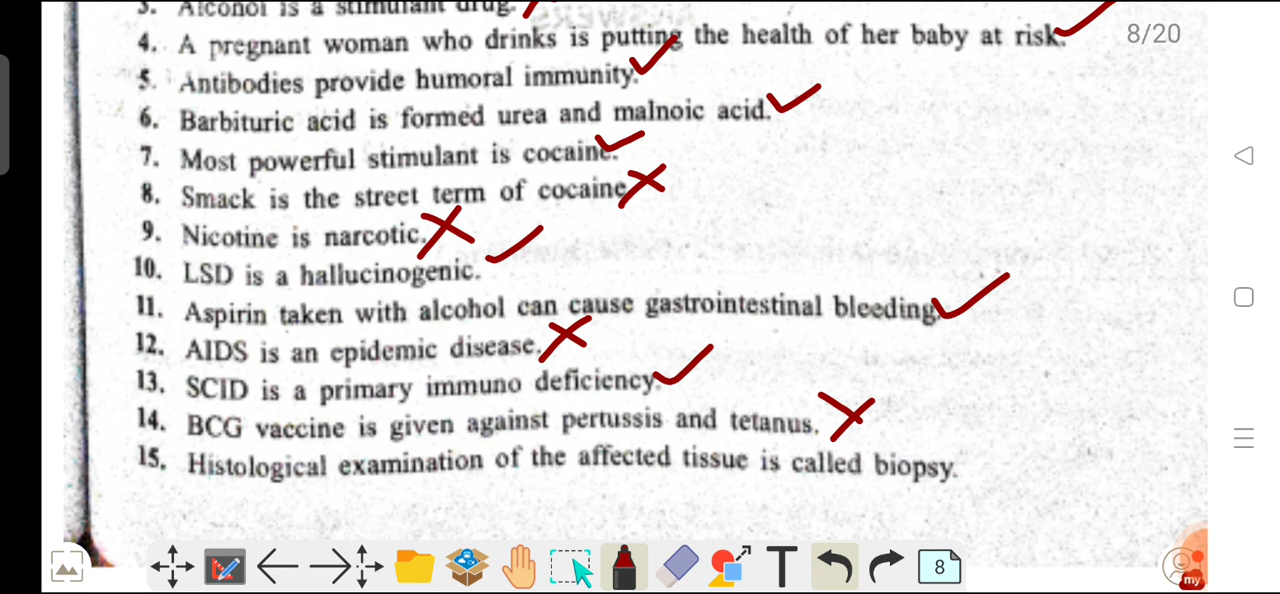 3. Alcohol is a stimulant drug.
ANSWERS
4. A pregnant woman who drinks is putting the health of her baby at risk.
8/20
5. Antibodies provide humoral immunity.
6. Barbituric acid is formed urea and malnoic acid.
7. Most powerful stimulant is cocaine.
8. Smack is the street term of cocaine
9. Nicotine is narcotic.
10. LSD is a hallucinogenic.
11. Aspirin taken with alcohol can cause gastrointestinal bleeding.
12. AIDS is an epidemic disease.
13. SCID is a primary immuno deficiency.
14. BCG vaccine is given against pertussis and tetanus.
15. Histological examination of the affected tissue is called biopsy.
T
8
my